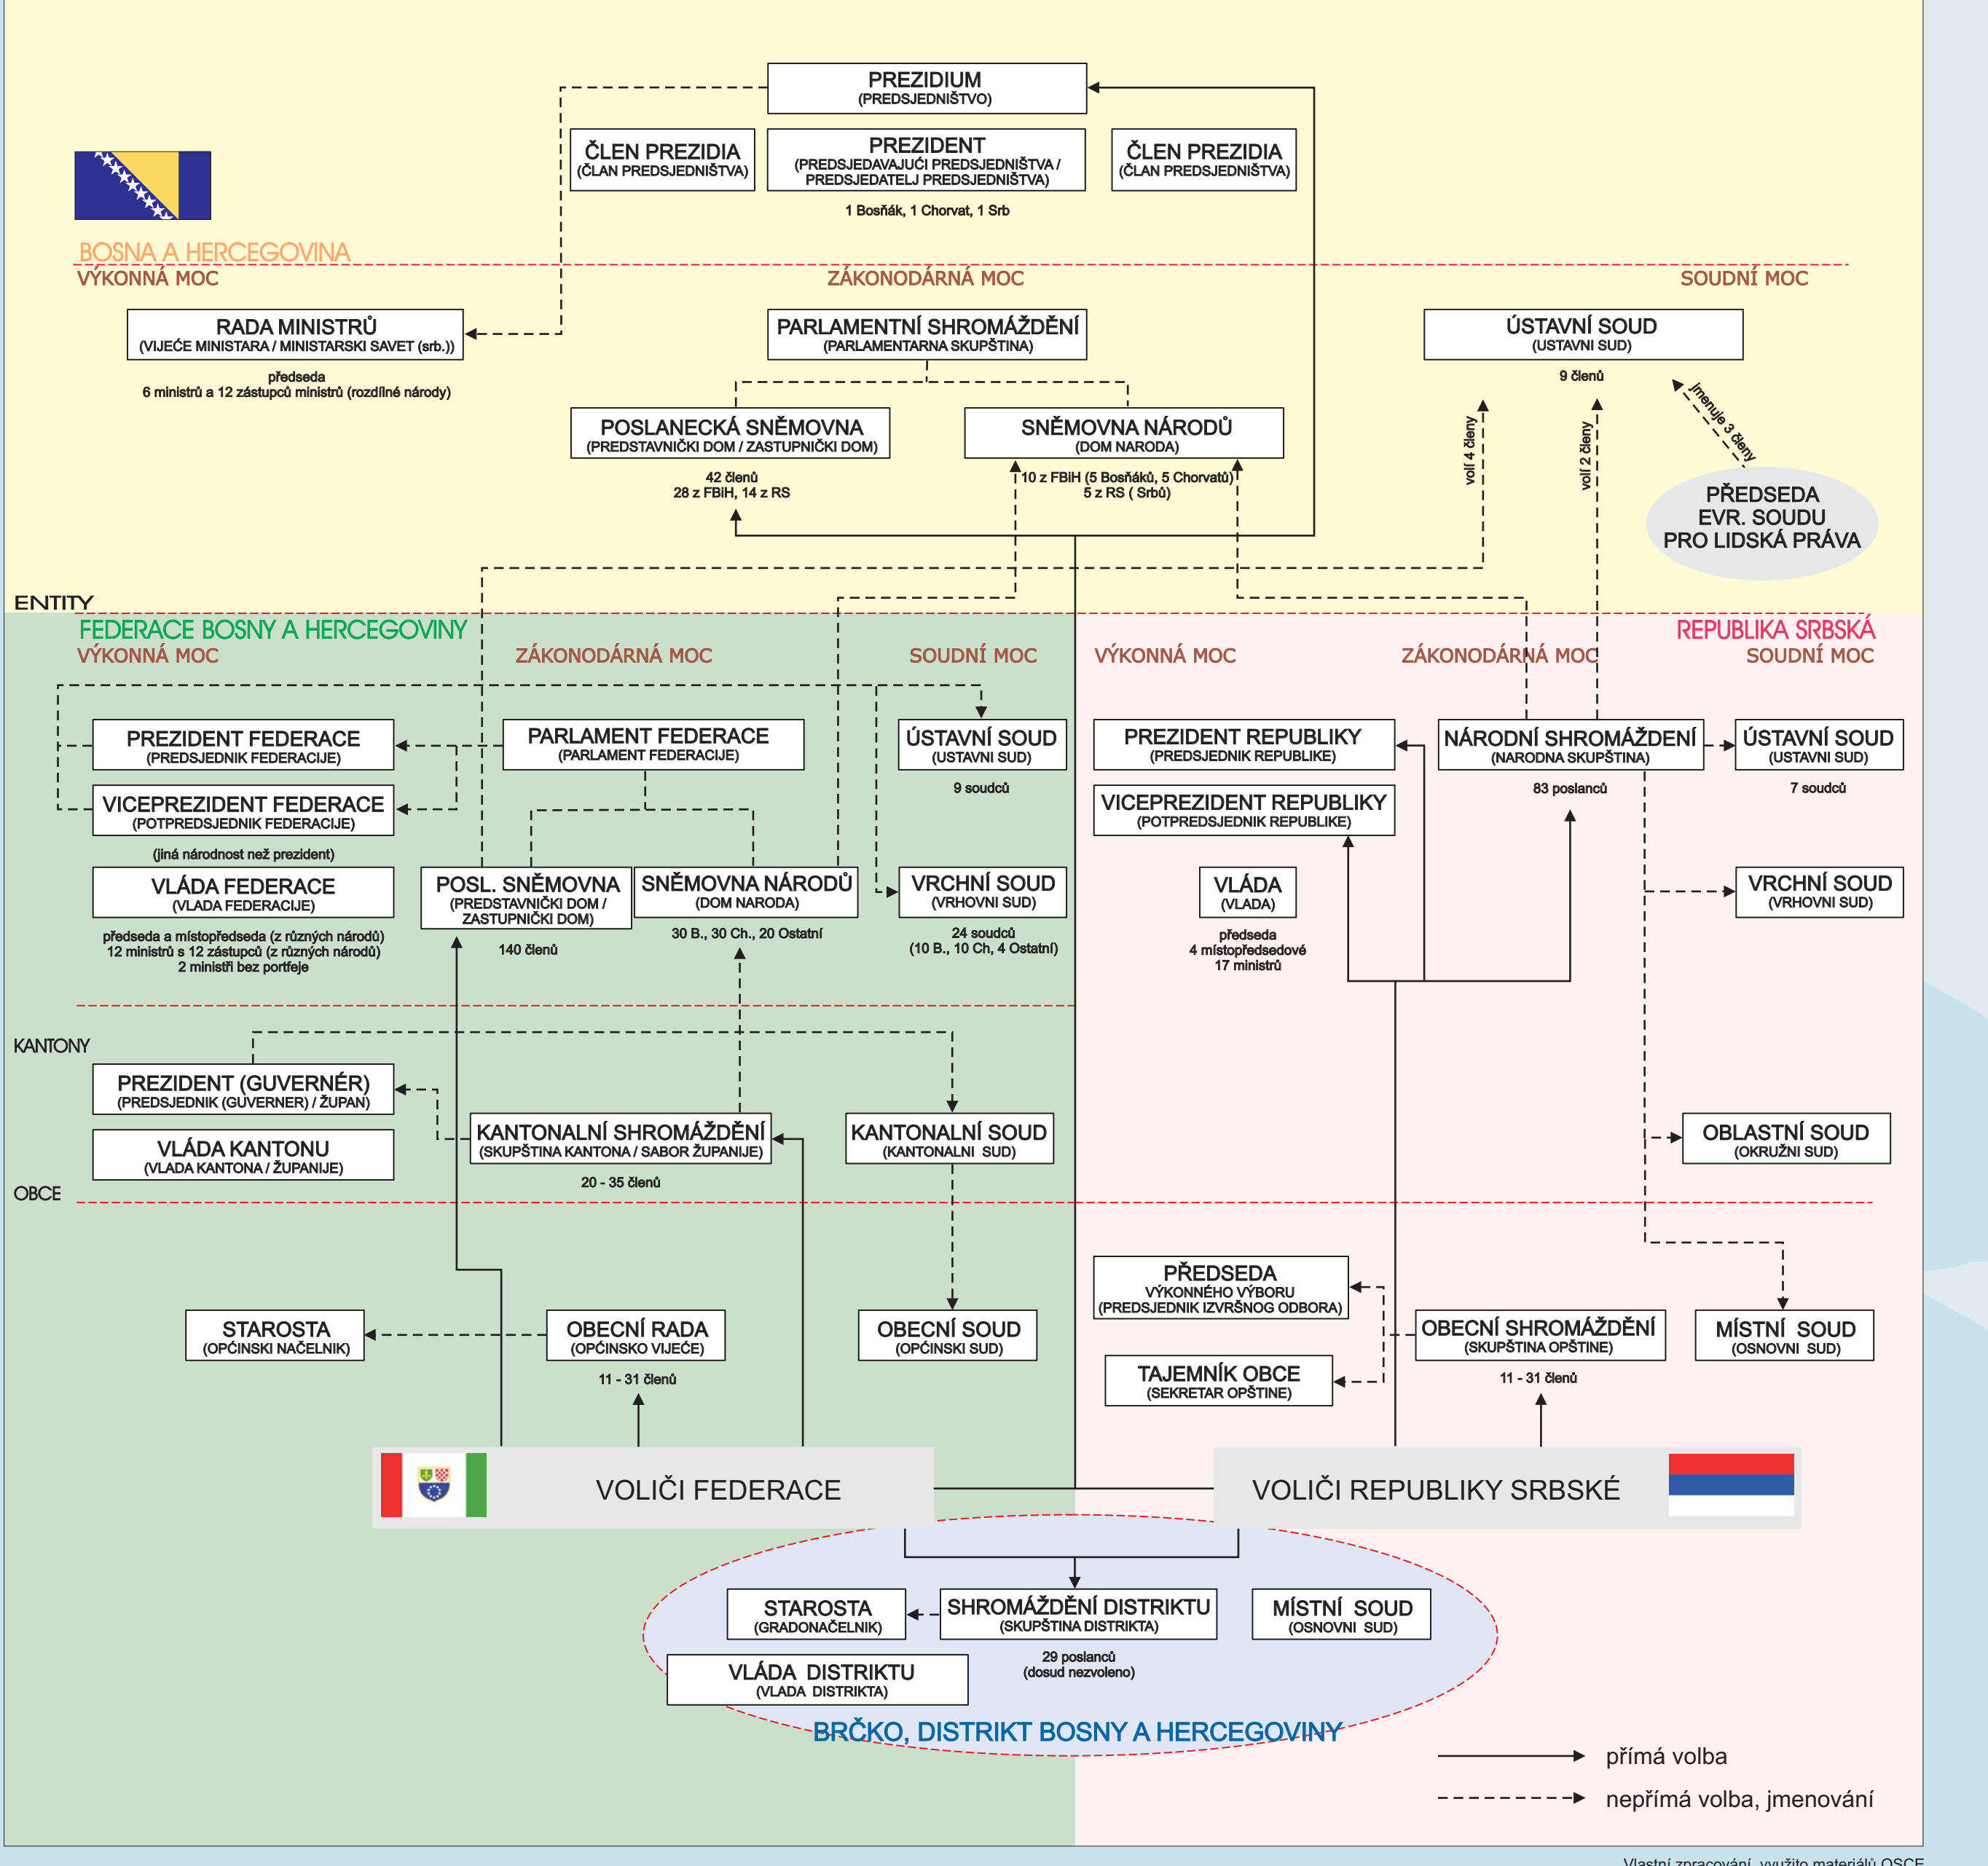 PREZIDIUM
(PREDSJEDNIŠTVO)
ČLEN PREZIDIA
(ČLAN PREDSJEDNIŠTVA)
PREZIDENT
(PREDSJEDAVAJUĆI PREDSJEDNIŠTVA /
PREDSJEDATELJ PREDSJEDNIŠTVA)
ČLEN PREZIDIA
(ČLAN PREDSJEDNIŠTVA)
1 Bosňák, 1 Chorvat, 1 Srb
BOSNA A HERCEGOVINA
VÝKONNÁ MOC
ZÁKONODÁRNÁ MOC
SOUDNÍ MOC
RADA MINISTRŮ
(VIJEĆE MINISTARA / MINISTARSKI SAVET (srb.))
předseda
6 ministrů a 12 zástupců ministrů (rozdílné národy)
PARLAMENTNÍ SHROMÁŽDĚNÍ
(PARLAMENTARNA SKUPŠTINA)
ÚSTAVNÍ SOUD
(USTAVNI SUD)
9 členů
POSLANECKÁ SNĚMOVNA
(PREDSTAVNIČKI DOM / ZASTUPNIČKI DOM)
42 členů
28 z FBiH, 14 z RS
SNĚMOVNA NÁRODŮ
(DOM NARODA)
10 z FBiH (5 Bosňáků, 5 Chorvatů)
5 z RS ( Srbů)
volí 4 členy
volí 2 členy
jmenuje 3 členy
PŘEDSEDA
EVR. SOUDU
PRO LIDSKÁ PRÁVA
ENTITY
FEDERACE BOSNY A HERCEGOVINY
VÝKONNÁ MOC
ZÁKONODÁRNÁ MOC
SOUDNÍ MOC
REPUBLIKA SRBSKÁ
VÝKONNÁ MOC
ZÁKONODÁRNÁ MOC
SOUDNÍ MOC
PREZIDENT FEDERACE
(PREDSJEDNIK FEDERACIJE)
PARLAMENT FEDERACE
(PARLAMENT FEDERACIJE)
ÚSTAVNÍ SOUD
(USTAVNI SUD)
9 soudců
PREZIDENT REPUBLIKY
(PREDSJEDNIK REPUBLIKE)
NÁRODNÍ SHROMÁŽDENÍ
(NARODNA SKUPŠTINA)
83 poslanců
ÚSTAVNÍ SOUD
(USTAVNI SUD)
7 soudců
VICEPREZIDENT FEDERACE
(POTPREDSJEDNIK FEDERACIJE)
(jiná národnost než prezident)
VICEPREZIDENT REPUBLIKY
(POTPREDSJEDNIK REPUBLIKE)
VLÁDA FEDERACE
(VLADA FEDERACIJE)
předseda a místopředseda (z různých národů)
12 ministrů s 12 zástupců (z různých národů)
2 ministři bez portfeje
POSL. SNĚMOVNA
(PREDSTAVNIČKI DOM /
ZASTUPNIČKI DOM)
140 členů
SNĚMOVNA NÁRODŮ
(DOM NARODA)
30 B., 30 Ch., 20 Ostatní
VRCHNÍ SOUD
(VRHOVNI SUD)
24 soudců
(10 B., 10 Ch, 4 Ostatní)
VLÁDA
(VLADA)
předseda
4 místopředsedové
17 ministrů
VRCHNÍ SOUD
(VRHOVNI SUD)
KANTONY
PREZIDENT (GUVERNÉR)
(PREDSJEDNIK (GUVERNER) / ŽUPAN)
VLÁDA KANTONU
(VLADA KANTONA / ŽUPANIJE)
KANTONALNÍ SHROMÁŽDĚNÍ
(SKUPŠTINA KANTONA / SABOR ŽUPANIJE)
20 - 35 členů
KANTONALNÍ SOUD
(KANTONALNI SUD)
OBLASTNÍ SOUD
(OKRUŽNI SUD)
OBCE
STAROSTA
(OPĆINSKI NAČELNIK)
OBECNÍ RADA
(OPĆINSKO VIJEĆE)
11 - 31 členů
OBECNÍ SOUD
(OPĆINSKI SUD)
PŘEDSEDA
VÝKONNÉHO VÝBORU
(PREDSJEDNIK IZVRŠNOG ODBORA)
TAJEMNÍK OBCE
(SEKRETAR OPŠTINE)
OBECNÍ SHROMÁŽDĚNÍ
(SKUPŠTINA OPŠTINE)
11 - 31 členů
MÍSTNÍ SOUD
(OSNOVNI SUD)
VOLIČI FEDERACE
VOLIČI REPUBLIKY SRBSKÉ
STAROSTA
(GRADONAČELNIK)
SHROMÁŽDĚNÍ DISTRIKTU
(SKUPŠTINA DISTRIKTA)
29 poslanců
(dosud nezvoleno)
MÍSTNÍ SOUD
(OSNOVNI SUD)
VLÁDA DISTRIKTU
(VLADA DISTRIKTA)
BRČKO, DISTRIKT BOSNY A HERCEGOVINY
přímá volba
nepřímá volba, jmenování
Vlastní zpracování, využito materiálů OSCE